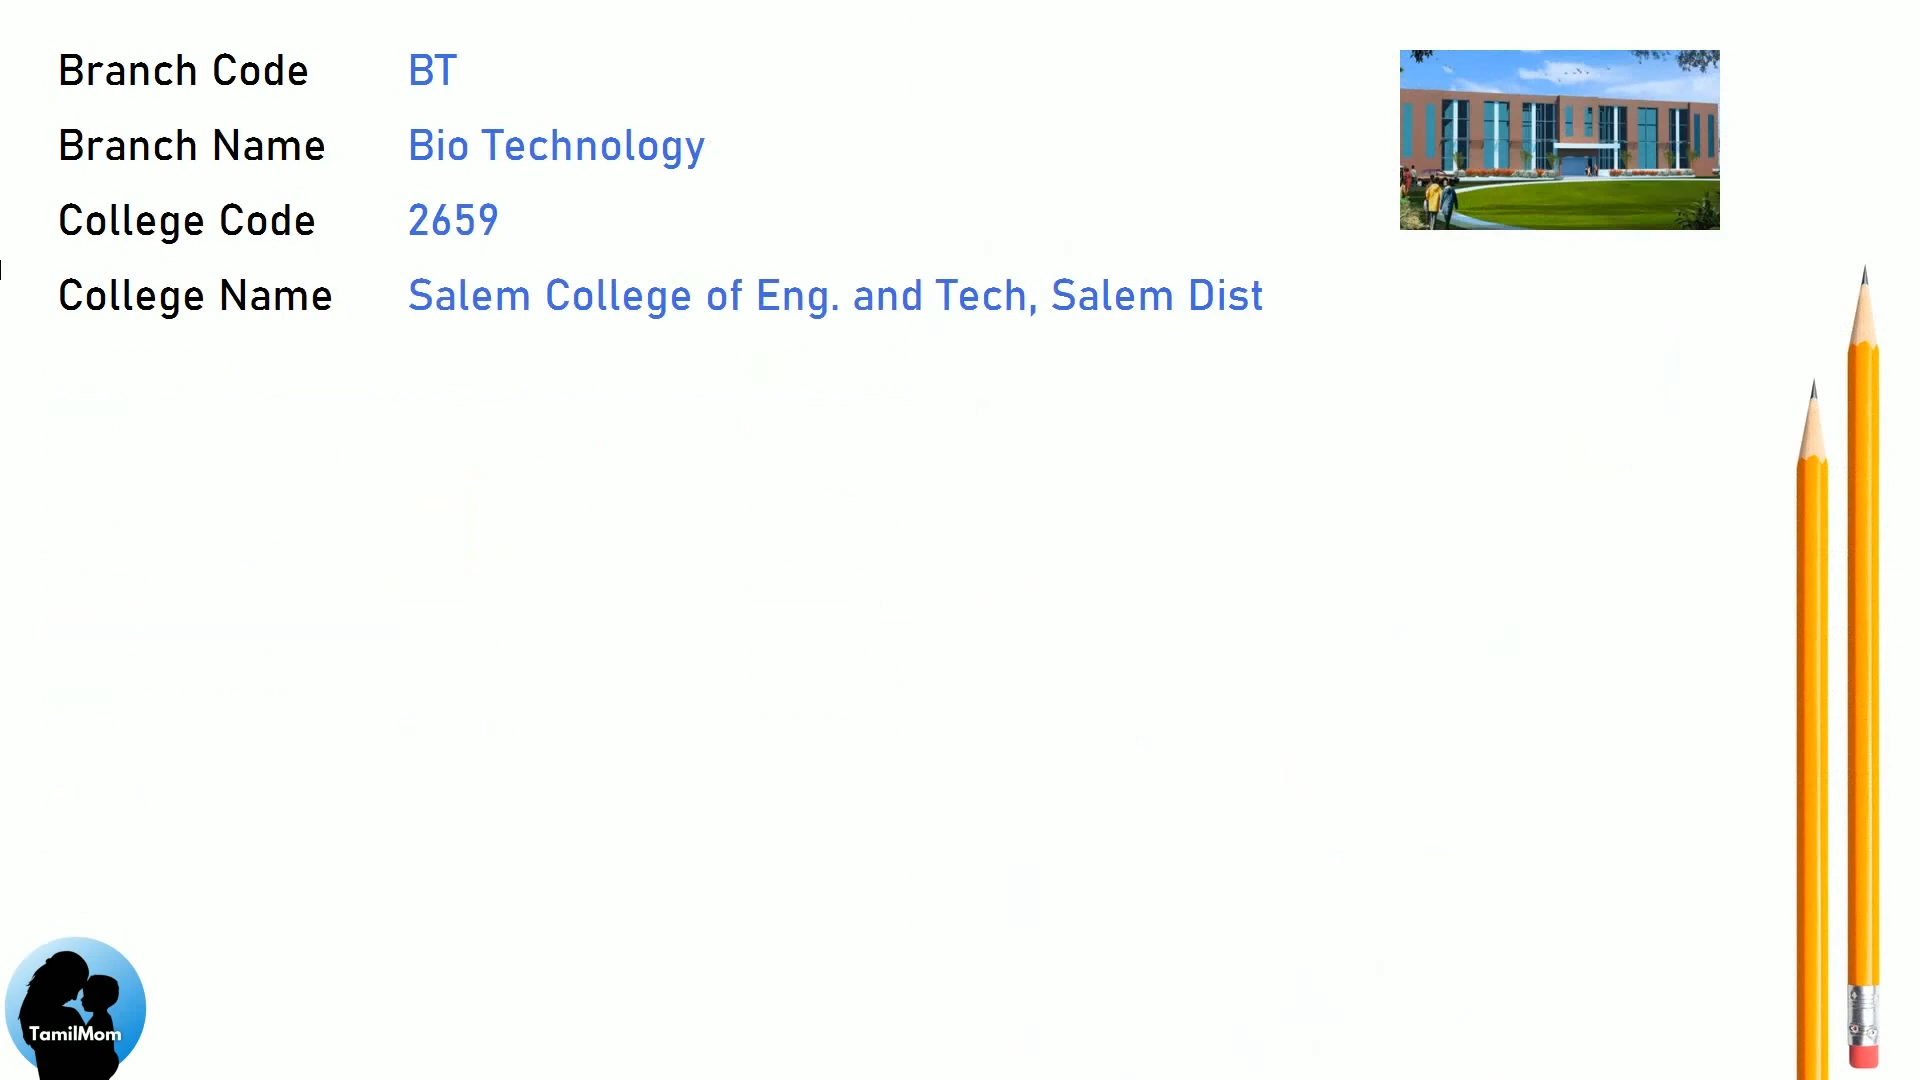 Branch Code BT
Branch Name Bio Technology
College Code 2659
College Name Salem College of Eng. and Tech, Salem Dist
TamilMom